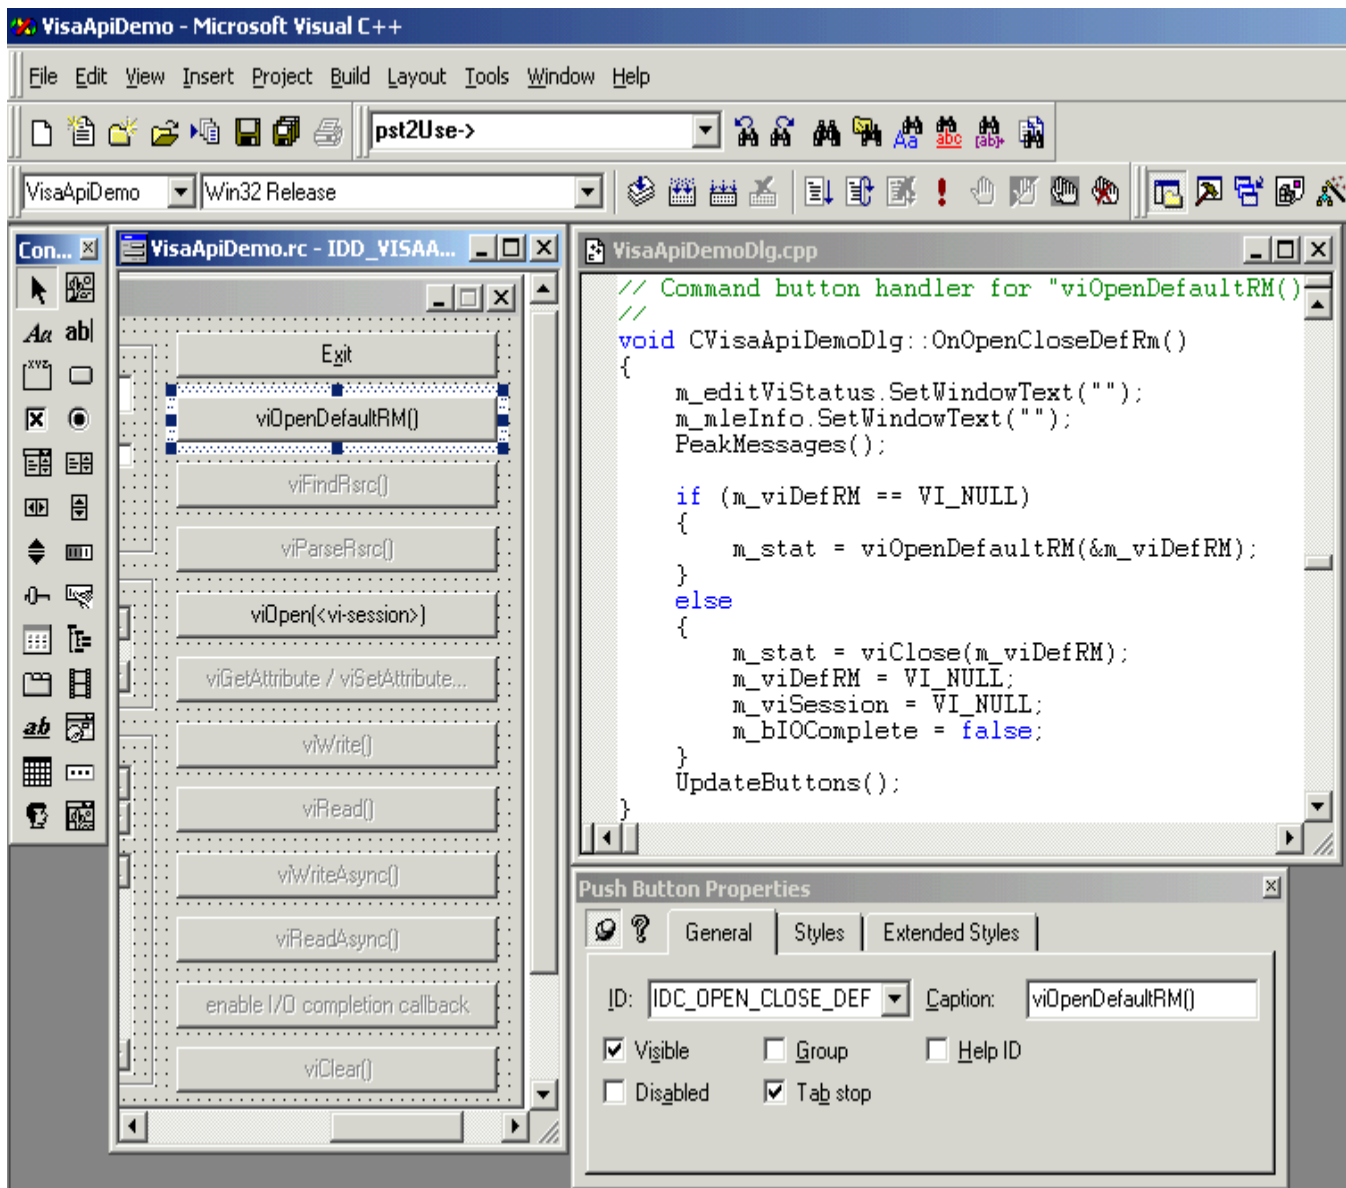 VisaApiDemo - Microsoft Visual C++
File Edit View Insert Project Build Layout Tools Window Help
pst2Use->
VisaApiDemo Win32 Release
Con...
VisaApiDemo.rc - IDD_VISAA...
Exit
viOpenDefaultRM()
viFindRsrc()
viParseRsrc()
viOpen(<vi-session>)
viGetAttribute / viSetAttribute...
viWrite()
viRead()
viWriteAsync()
viReadAsync()
enable I/O completion callback
viClear()
VisaApiDemoDlg.cpp
// Command button handler for "viOpenDefaultRM()
//
void CVisaApiDemoDlg::OnOpenCloseDefRm()
{
m_editViStatus.SetWindowText("");
m_mleInfo.SetWindowText("");
PeakMessages();
if (m_viDefRM == VI_NULL)
{
m_stat = viOpenDefaultRM(&m_viDefRM);
}
else
{
m_stat = viClose(m_viDefRM);
m_viDefRM = VI_NULL;
m_viSession = VI_NULL;
m_bIOComplete = false;
}
UpdateButtons();
}
Push Button Properties
General Styles Extended Styles
ID: IDC_OPEN_CLOSE_DEF Caption: viOpenDefaultRM()
Visible Group Help ID
Disabled Tab stop